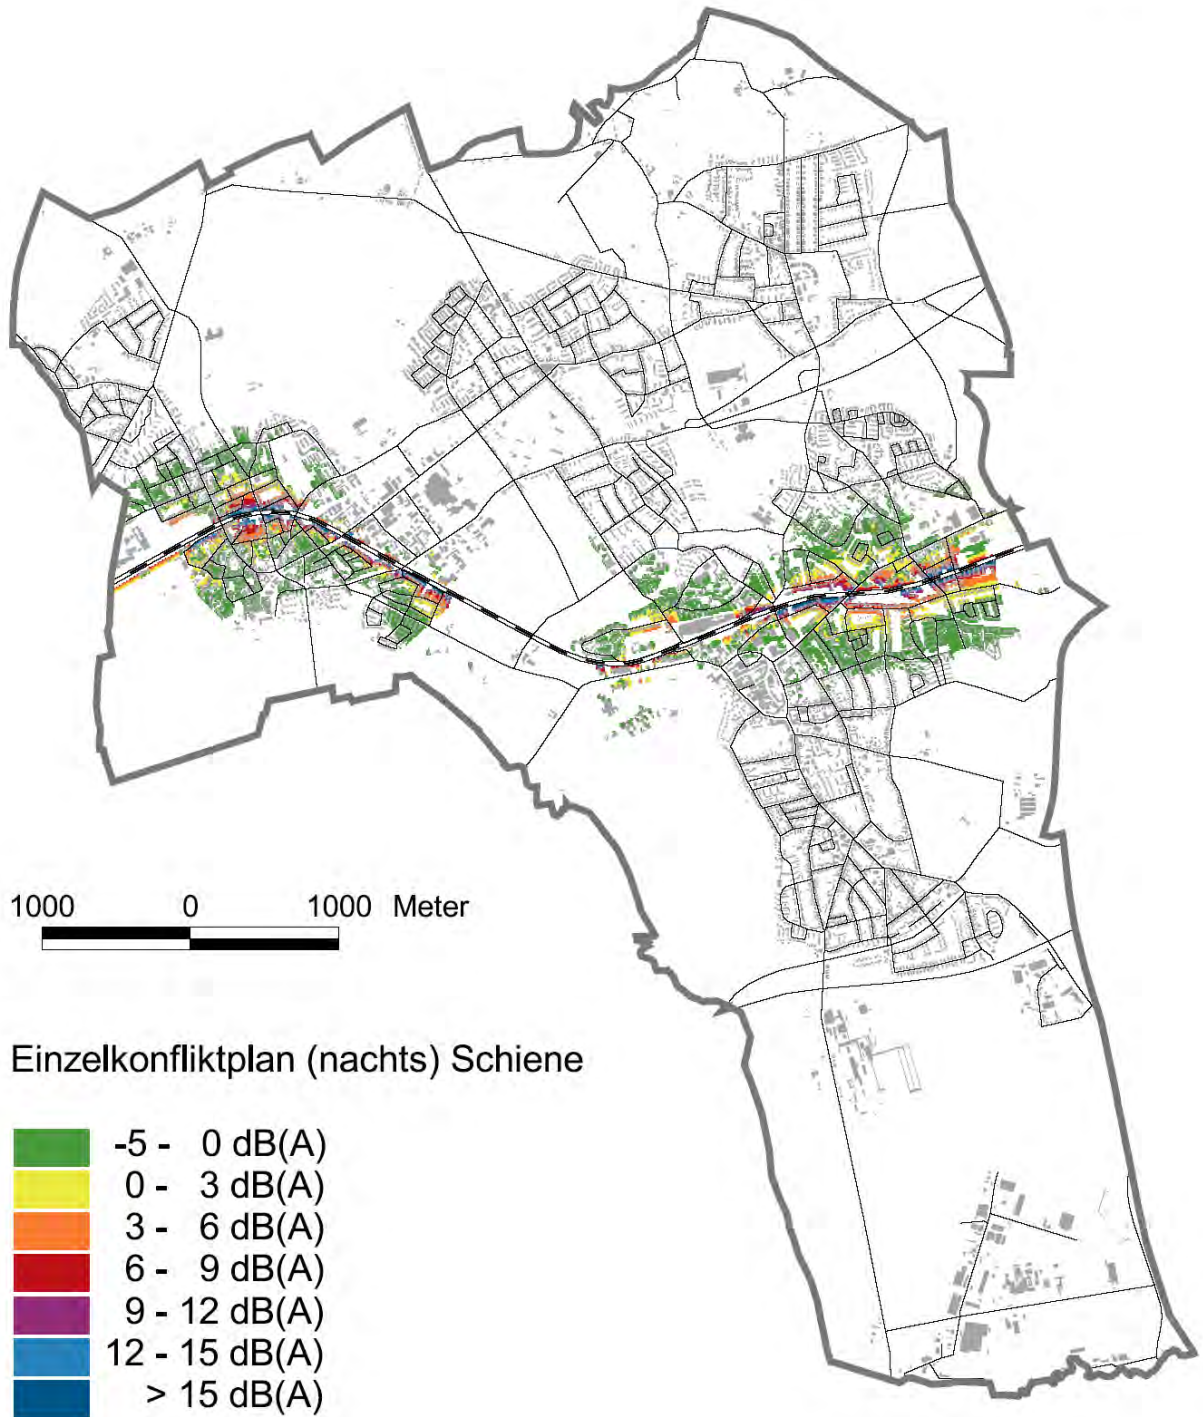 1000 0 1000 Meter
Einzelkonfliktplan (nachts) Schiene
-5 - 0 dB(A)
0 - 3 dB(A)
3 - 6 dB(A)
6 - 9 dB(A)
9 - 12 dB(A)
12 - 15 dB(A)
> 15 dB(A)